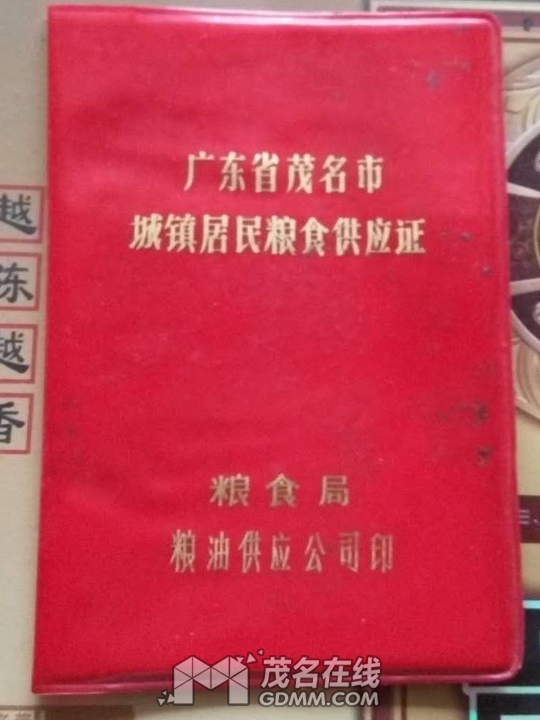 广东省茂名市
城镇居民粮食供应证
粮食局
粮油供应公司印
越
陈
越
香
茂名在线
GDMM.COM